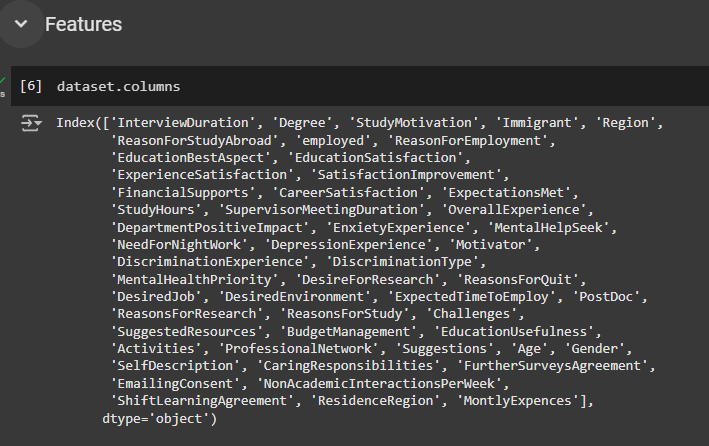 Features
[6] dataset.columns
s
Index(['InterviewDuration', 'Degree', 'StudyMotivation', 'Immigrant', 'Region',
'ReasonForStudyAbroad', 'employed', 'ReasonForEmployment',
'EducationBestAspect', 'EducationSatisfaction',
'ExperienceSatisfaction', 'SatisfactionImprovement',
'FinancialSupports', 'CareerSatisfaction', 'ExpectationsMet',
'StudyHours', 'SupervisorMeetingDuration', 'OverallExperience',
'DepartmentPositiveImpact', 'EnxietyExperience', 'MentalHelpSeek',
'NeedForNightWork', 'DepressionExperience', 'Motivator',
'DiscriminationExperience', 'DiscriminationType',
'MentalHealthPriority', 'DesireForResearch', 'ReasonsForQuit',
'DesiredJob', 'DesiredEnvironment', 'ExpectedTimeToEmploy', 'PostDoc',
'ReasonsForResearch', 'ReasonsForStudy', 'Challenges',
'SuggestedResources', 'BudgetManagement', 'EducationUsefulness',
'Activities', 'ProfessionalNetwork', 'Suggestions', 'Age', 'Gender',
'SelfDescription', 'CaringResponsibilities', 'FurtherSurveysAgreement',
'EmailingConsent', 'NonAcademicInteractionsPerWeek',
'ShiftLearningAgreement', 'ResidenceRegion', 'MontlyExpences'],
dtype='object')